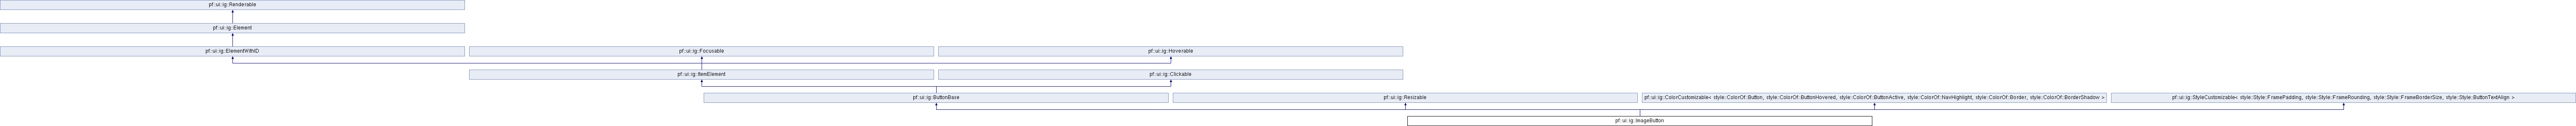 pf::ui::ig::Renderable
pf::ui::ig::Element
pf::ui::ig::ElementWithID
pf::ui::ig::Focusable
pf::ui::ig::Hoverable
pf::ui::ig::ItemElement
pf::ui::ig::Clickable
pf::ui::ig::ButtonBase
pf::ui::ig::Resizable
pf::ui::ig::ColorCustomizable< style::ColorOf::Button, style::ColorOf::ButtonHovered, style::ColorOf::ButtonActive, style::ColorOf::NavHighlight, style::ColorOf::Border, style::ColorOf::BorderShadow >
pf::ui::ig::StyleCustomizable< style::Style::FramePadding, style::Style::FrameRounding, style::Style::FrameBorderSize, style::Style::ButtonTextAlign >
pf::ui::ig::ImageButton